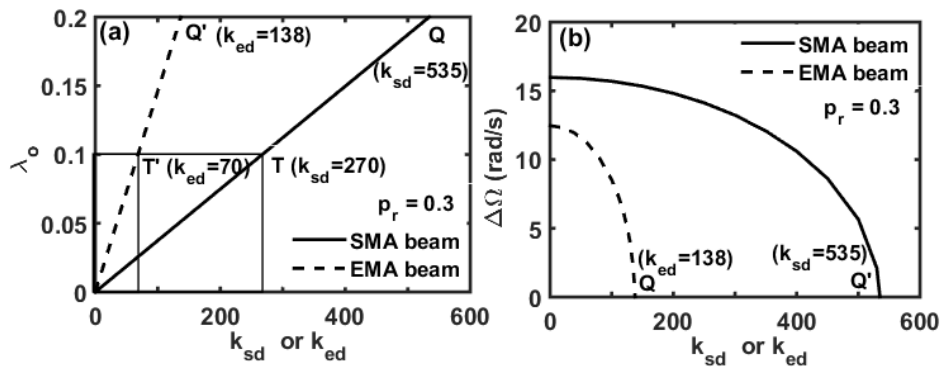 (a)
Q' (k_ed=138)
Q
(k_sd=535)
T' (k_ed=70)
T (k_sd=270)
p_r = 0.3
SMA beam
EMA beam
λ_o
0.2
0.15
0.1
0.05
0
0 200 400 600
k_sd or k_ed
(b)
SMA beam
EMA beam
p_r = 0.3
(k_ed=138)
Q
(k_sd=535)
Q'
ΔΩ (rad/s)
20
15
10
5
0
0 200 400 600
k_sd or k_ed